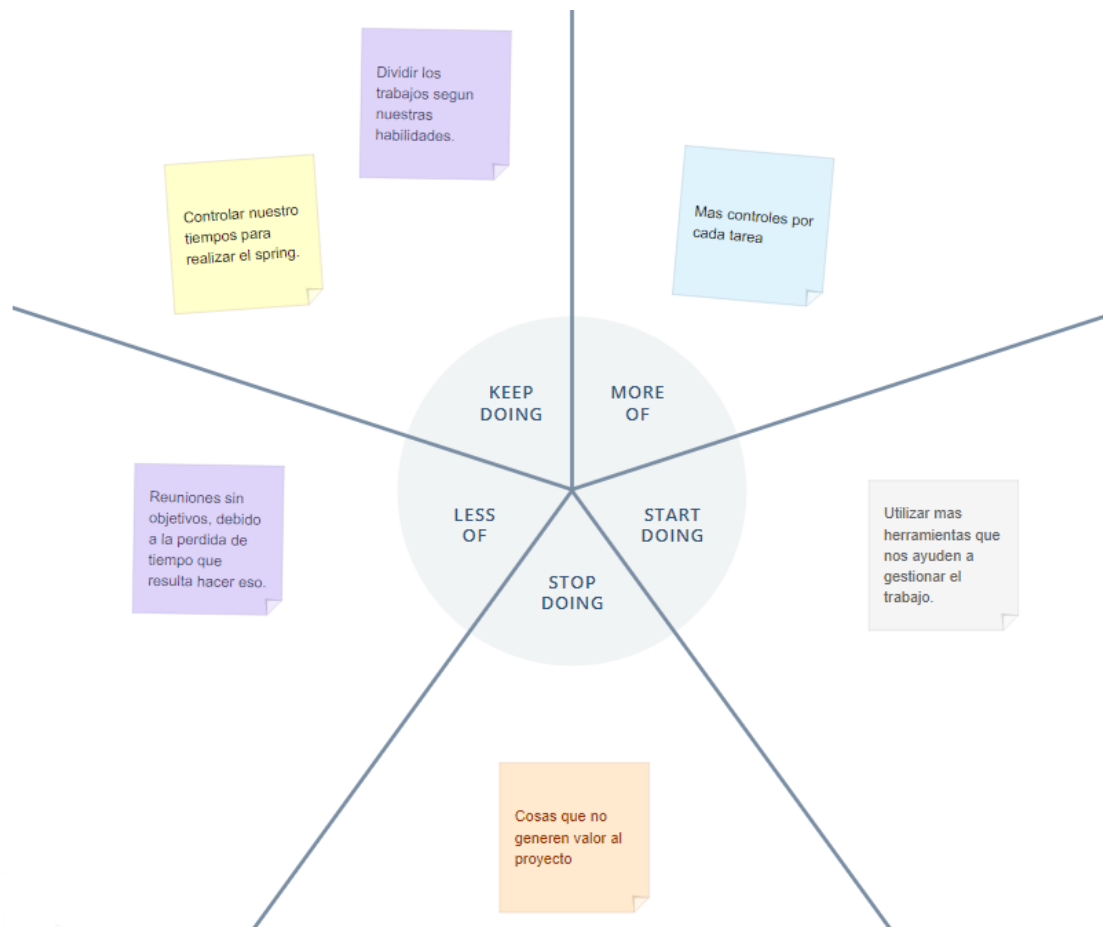 Dividir los
trabajos segun
nuestras
habilidades.
Controlar nuestro
tiempos para
realizar el spring.
Mas controles por
cada tarea
KEEP
DOING
MORE
OF
LESS
OF
START
DOING
STOP
DOING
Reuniones sin
objetivos, debido
a la perdida de
tiempo que
resulta hacer eso.
Utilizar mas
herramientas que
nos ayuden a
gestionar el
trabajo.
Cosas que no
generen valor al
proyecto